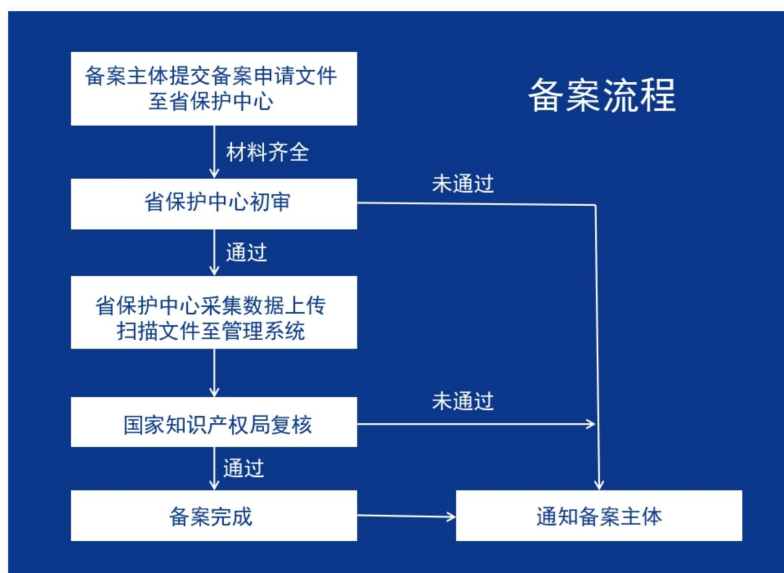 备案流程
备案主体提交备案申请文件
至省保护中心
材料齐全
省保护中心初审
未通过
通过
省保护中心采集数据上传
扫描文件至管理系统
国家知识产权局复核
未通过
通过
备案完成
通知备案主体